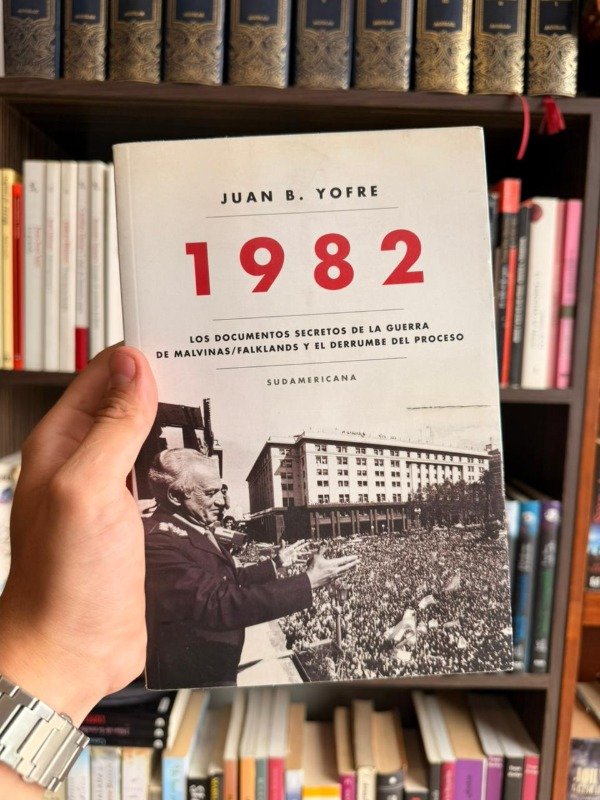 JUAN B. YOFRE
1982
LOS DOCUMENTOS SECRETOS DE LA GUERRA
DE MALVINAS/FALKLANDS Y EL DERRUMBE DEL PROCESO
SUDAMERICANA